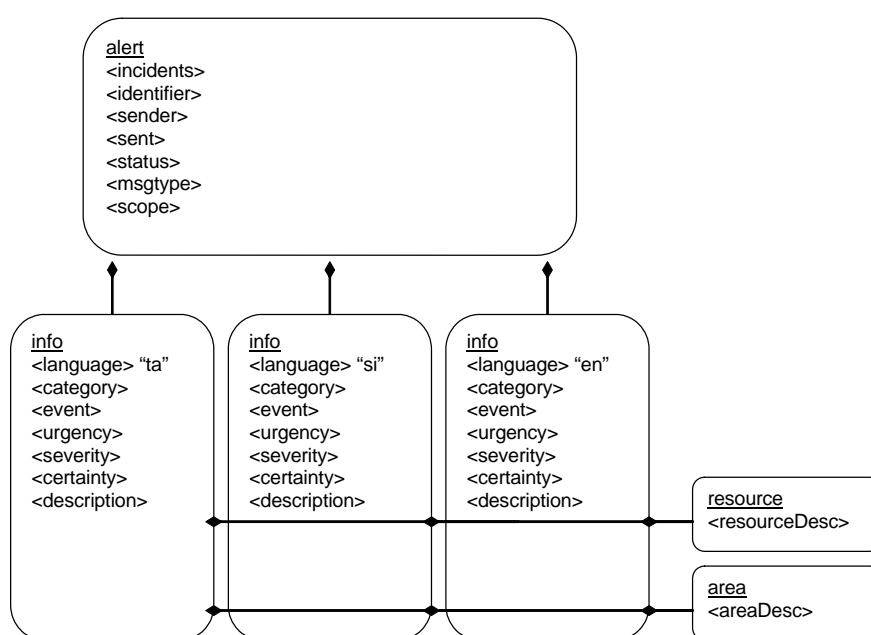 alert
<incidents>
<identifier>
<sender>
<sent>
<status>
<msgtype>
<scope>
info
<language> “ta”
<category>
<event>
<urgency>
<severity>
<certainty>
<description>
info
<language> “si”
<category>
<event>
<urgency>
<severity>
<certainty>
<description>
info
<language> “en”
<category>
<event>
<urgency>
<severity>
<certainty>
<description>
resource
<resourceDesc>
area
<areaDesc>